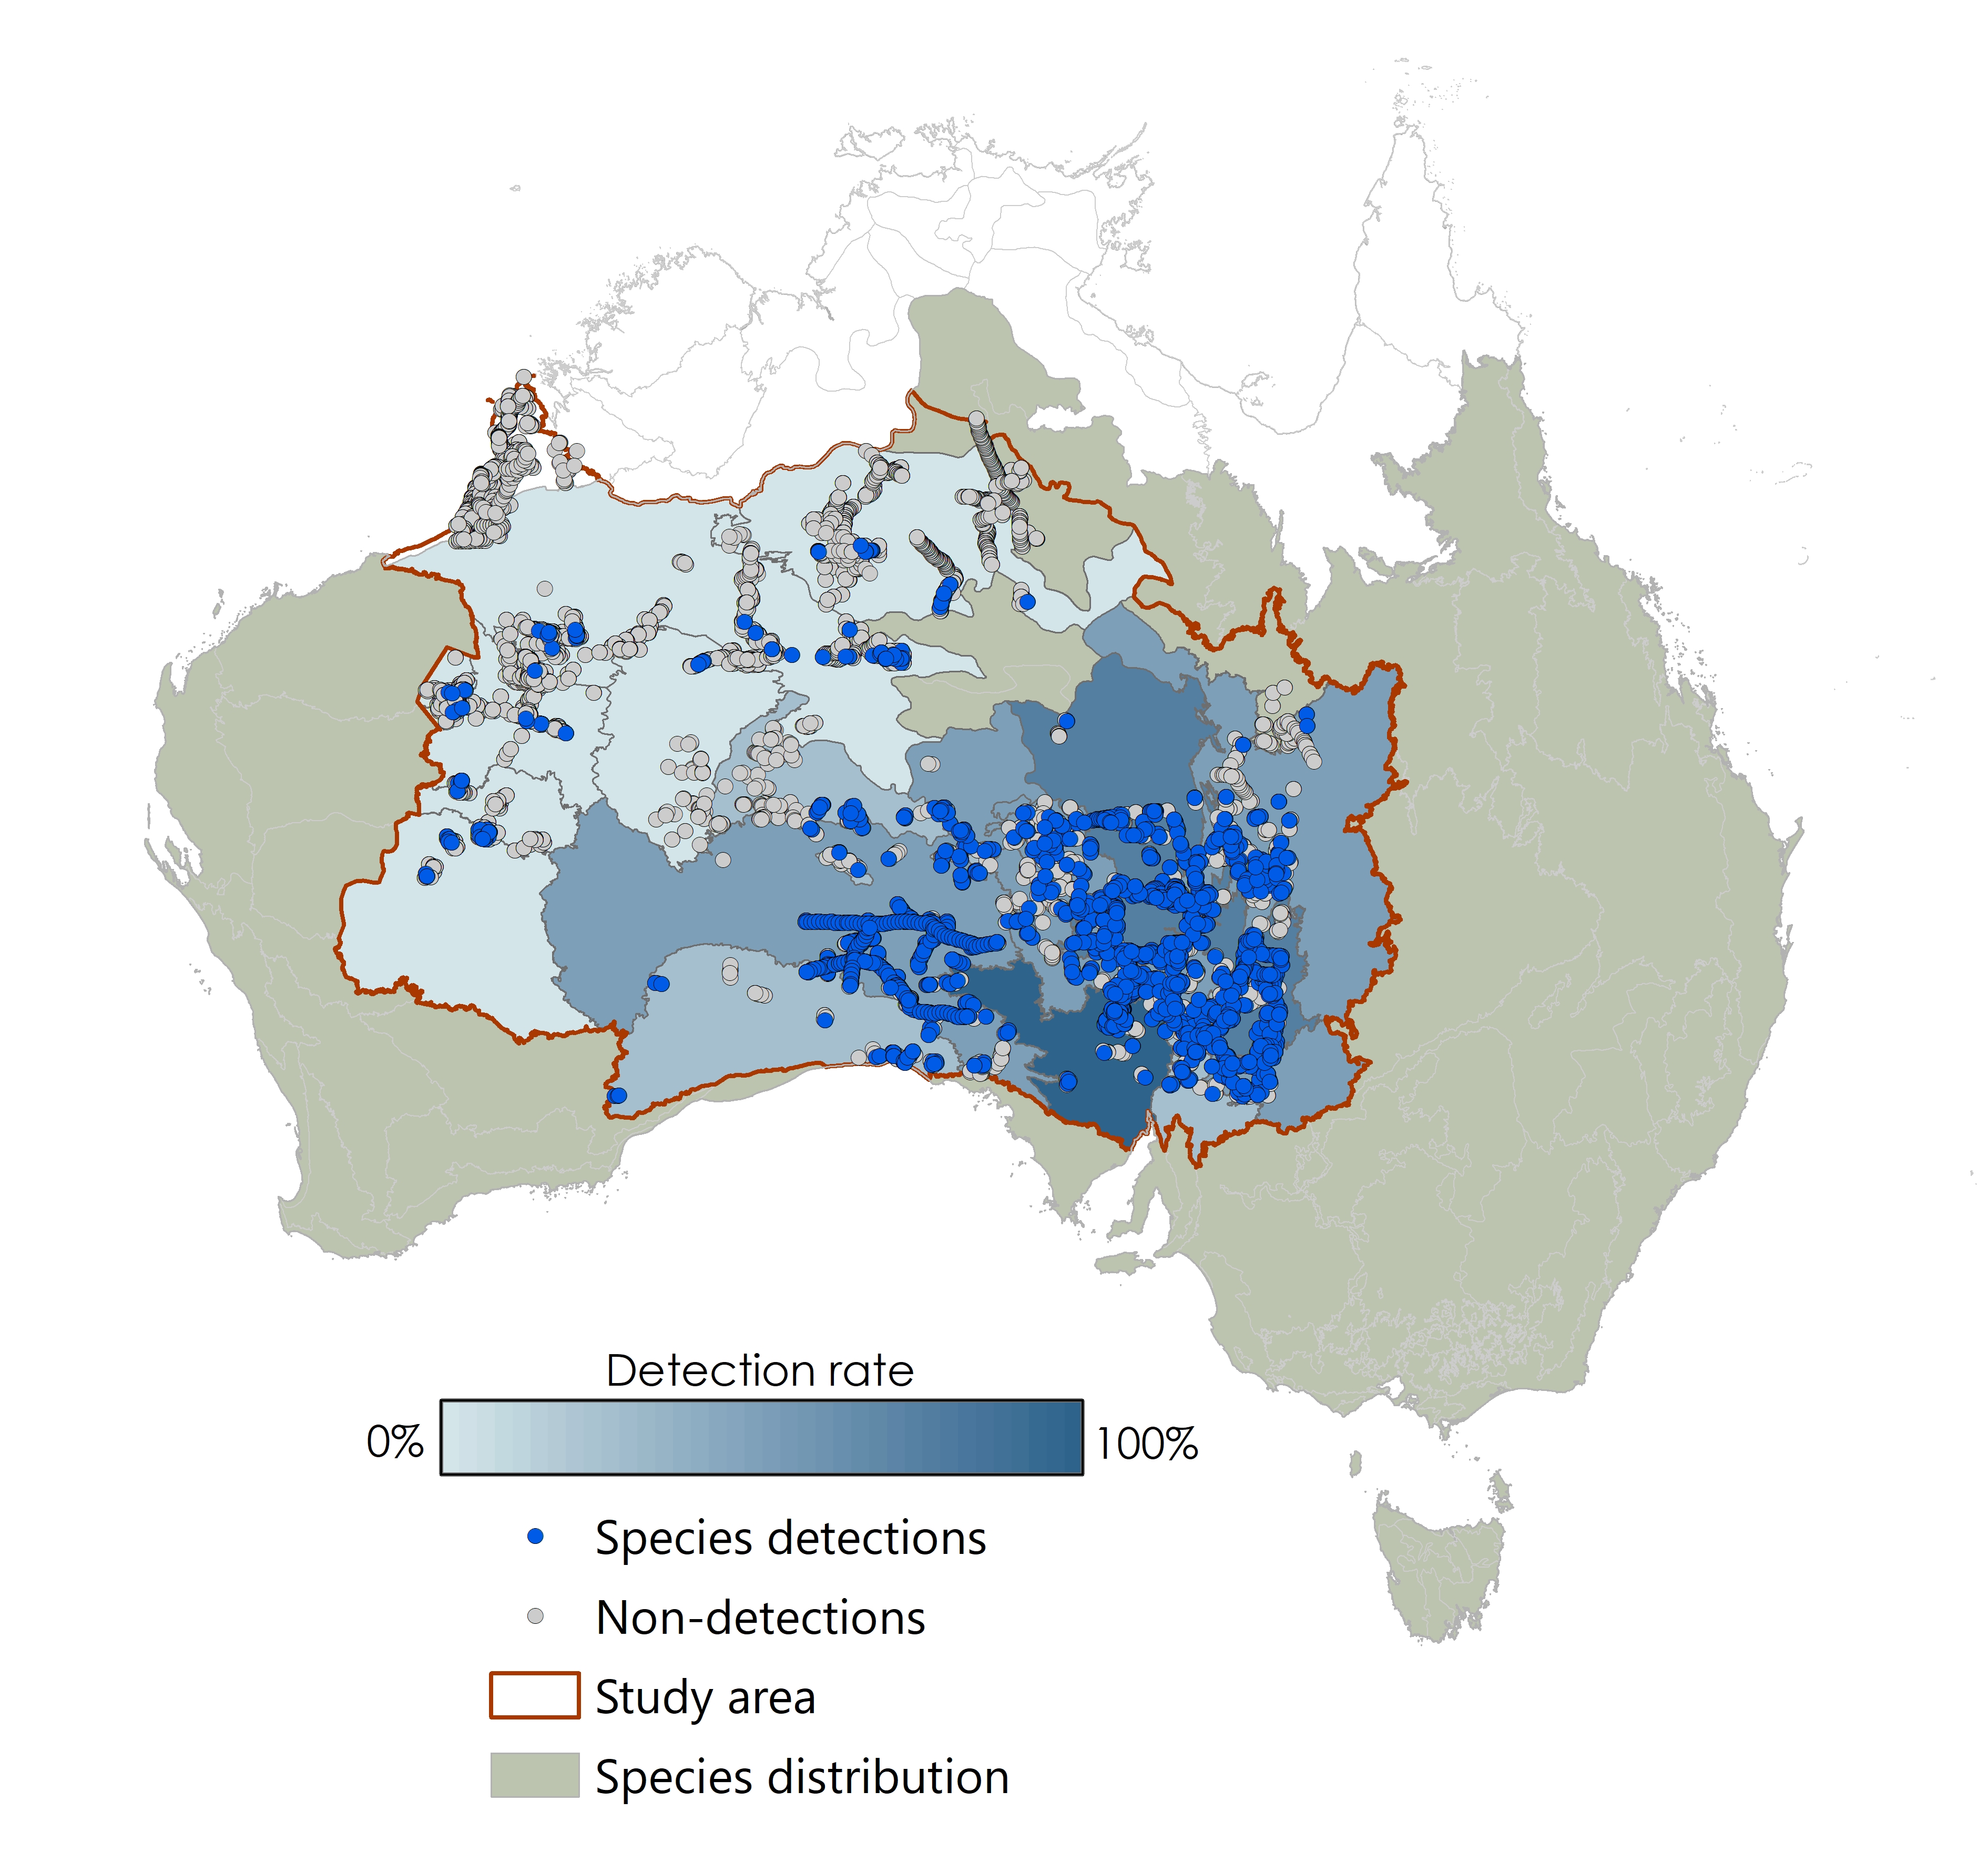 Detection rate
0%
100%
Species detections
Non-detections
Study area
Species distribution